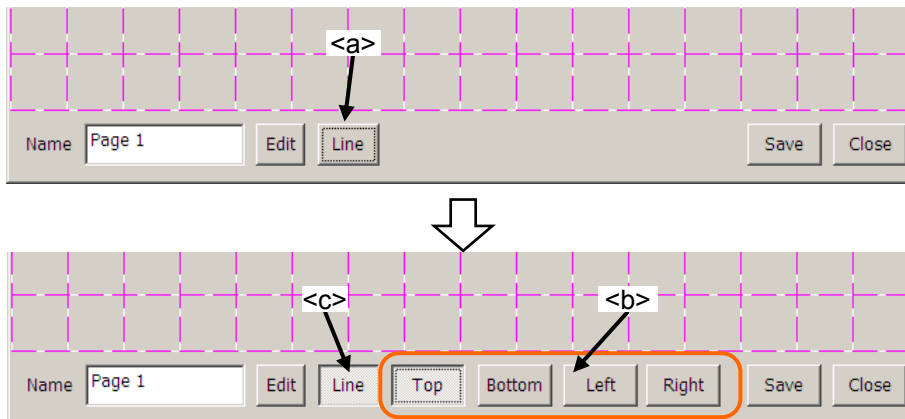 <a>
Name Page 1 Edit Line Save Close
<c> <b>
Name Page 1 Edit Line Top Bottom Left Right Save Close